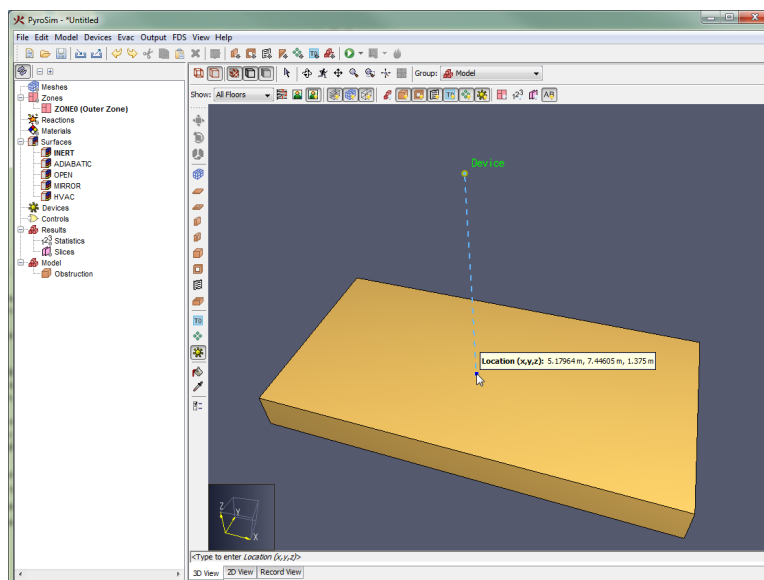 PyroSim - *Untitled
File Edit Model Devices Evac Output FDS View Help
Group: Model
Show: All Floors
Meshes
Zones
ZONE0 (Outer Zone)
Reactions
Materials
Surfaces
INERT
ADIABATIC
OPEN
MIRROR
HVAC
Devices
Controls
Results
Statistics
Slices
Model
Obstruction
Device
Location (x,y,z): 5.17964 m, 7.44605 m, 1.375 m
Z
Y
X
<Type to enter Location (x,y,z)>
3D View 2D View Record View